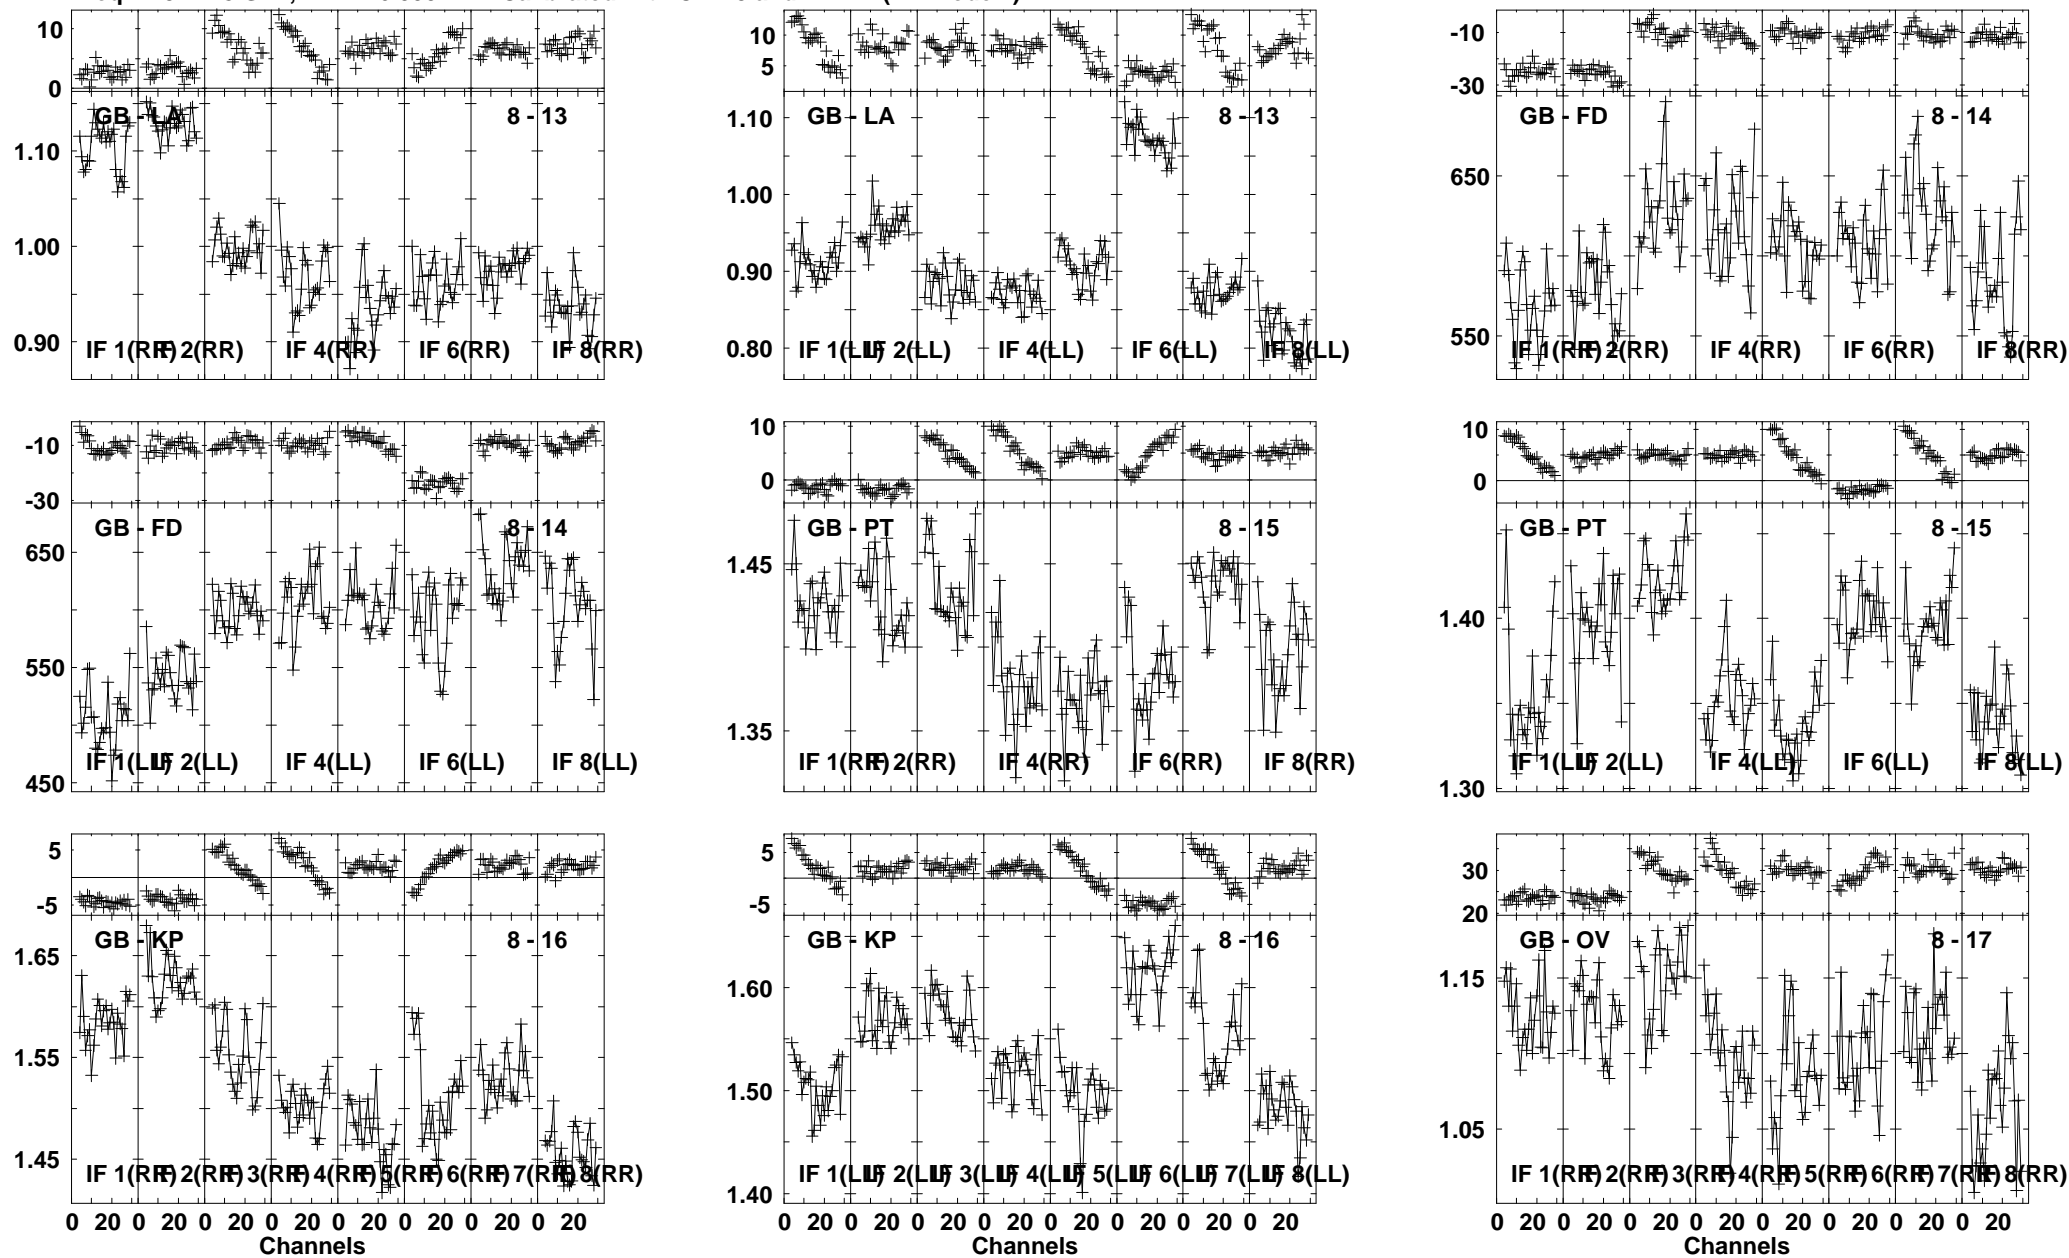 10
0
GB - LA
8 - 13
1.10
1.00
0.90
IF 1(RR)
IF 2(RR)
IF 4(RR)
IF 6(RR)
IF 8(RR)
10
5
GB - LA
8 - 13
1.10
1.00
0.90
0.80
IF 1(LL)
IF 2(LL)
IF 4(LL)
IF 6(LL)
IF 8(LL)
-10
-30
GB - FD
8 - 14
650
550
IF 1(RR)
IF 2(RR)
IF 4(RR)
IF 6(RR)
IF 8(RR)
-10
-30
GB - FD
8 - 14
650
550
450
IF 1(LL)
IF 2(LL)
IF 4(LL)
IF 6(LL)
IF 8(LL)
10
0
GB - PT
8 - 15
1.45
1.35
IF 1(RR)
IF 2(RR)
IF 4(RR)
IF 6(RR)
IF 8(RR)
10
0
GB - PT
8 - 15
1.40
1.30
IF 1(LL)
IF 2(LL)
IF 4(LL)
IF 6(LL)
IF 8(LL)
5
-5
GB - KP
8 - 16
1.65
1.55
1.45
IF 1(RR)
IF 2(RR)
IF 3(RR)
IF 4(RR)
IF 5(RR)
IF 6(RR)
IF 7(RR)
IF 8(RR)
0 20 0 20 0 20 0 20 0 20 0 20 0 20 0 20
Channels
5
-5
GB - KP
8 - 16
1.60
1.50
1.40
IF 1(LL)
IF 2(LL)
IF 3(LL)
IF 4(LL)
IF 5(LL)
IF 6(LL)
IF 7(LL)
IF 8(LL)
0 20 0 20 0 20 0 20 0 20 0 20 0 20 0 20
Channels
30
20
GB - OV
8 - 17
1.15
1.05
IF 1(RR)
IF 2(RR)
IF 3(RR)
IF 4(RR)
IF 5(RR)
IF 6(RR)
IF 7(RR)
IF 8(RR)
0 20 0 20 0 20 0 20 0 20 0 20 0 20 0 20
Channels